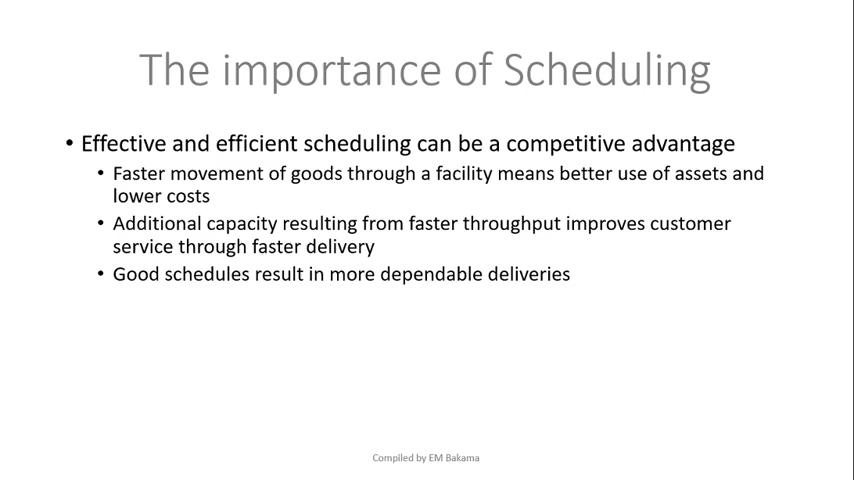 The importance of Scheduling
• Effective and efficient scheduling can be a competitive advantage
• Faster movement of goods through a facility means better use of assets and
lower costs
• Additional capacity resulting from faster throughput improves customer
service through faster delivery
• Good schedules result in more dependable deliveries
Compiled by EM Bakama